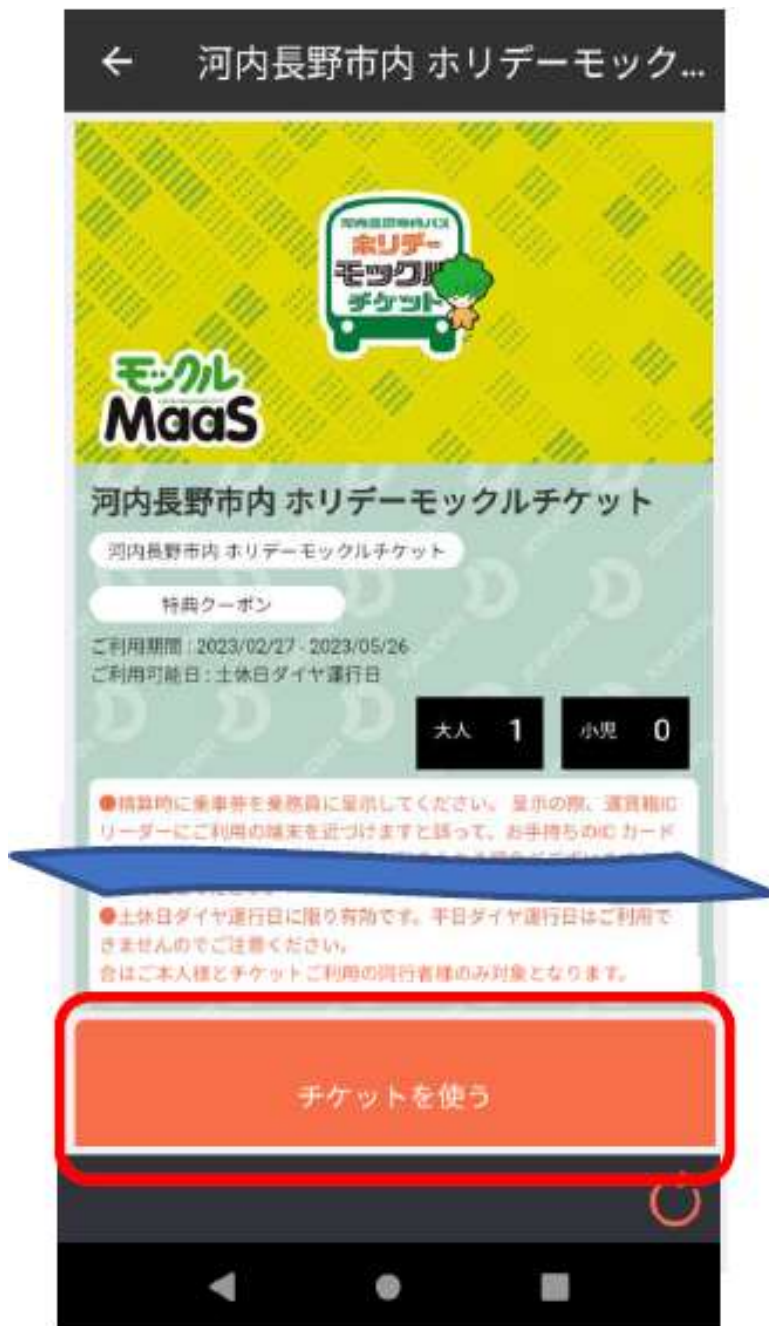 河内長野市内 ホリデーモック...
ホリデー
モックル
チケット
モックル
MaaS
河内長野市内 ホリデーモックルチケット
河内長野市内 ホリデーモックルチケット
特典クーポン
ご利用期間 : 2023/02/27 - 2023/05/26
ご利用可能日 : 土休日ダイヤ運行日
大人 1 小児 0
●精算時に乗車券を乗務員に呈示してください。 呈示の際、運賃箱IC
リーダーにご利用の端末を近づけますと誤って、お手持ちのIC カード
●土休日ダイヤ運行日に限り有効です。平日ダイヤ運行日はご利用で
きませんのでご注意ください。
合はご本人様とチケットご利用の同行者様のみ対象となります。
チケットを使う